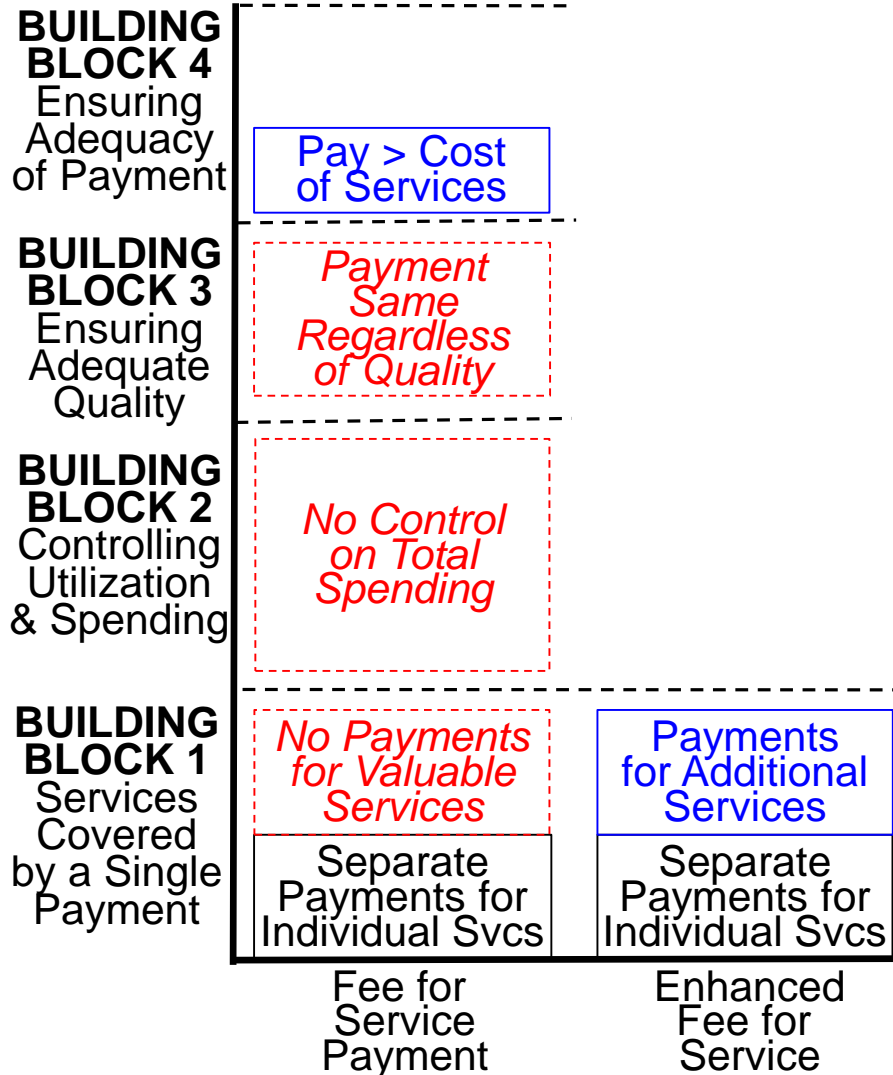 BUILDING
BLOCK 4
Ensuring
Adequacy
of Payment
Pay > Cost
of Services
BUILDING
BLOCK 3
Ensuring
Adequate
Quality
Payment
Same
Regardless
of Quality
BUILDING
BLOCK 2
Controlling
Utilization
& Spending
No Control
on Total
Spending
BUILDING
BLOCK 1
Services
Covered
by a Single
Payment
No Payments
for Valuable
Services
Separate
Payments for
Individual Svcs
Payments
for Additional
Services
Separate
Payments for
Individual Svcs
Fee for
Service
Payment
Enhanced
Fee for
Service